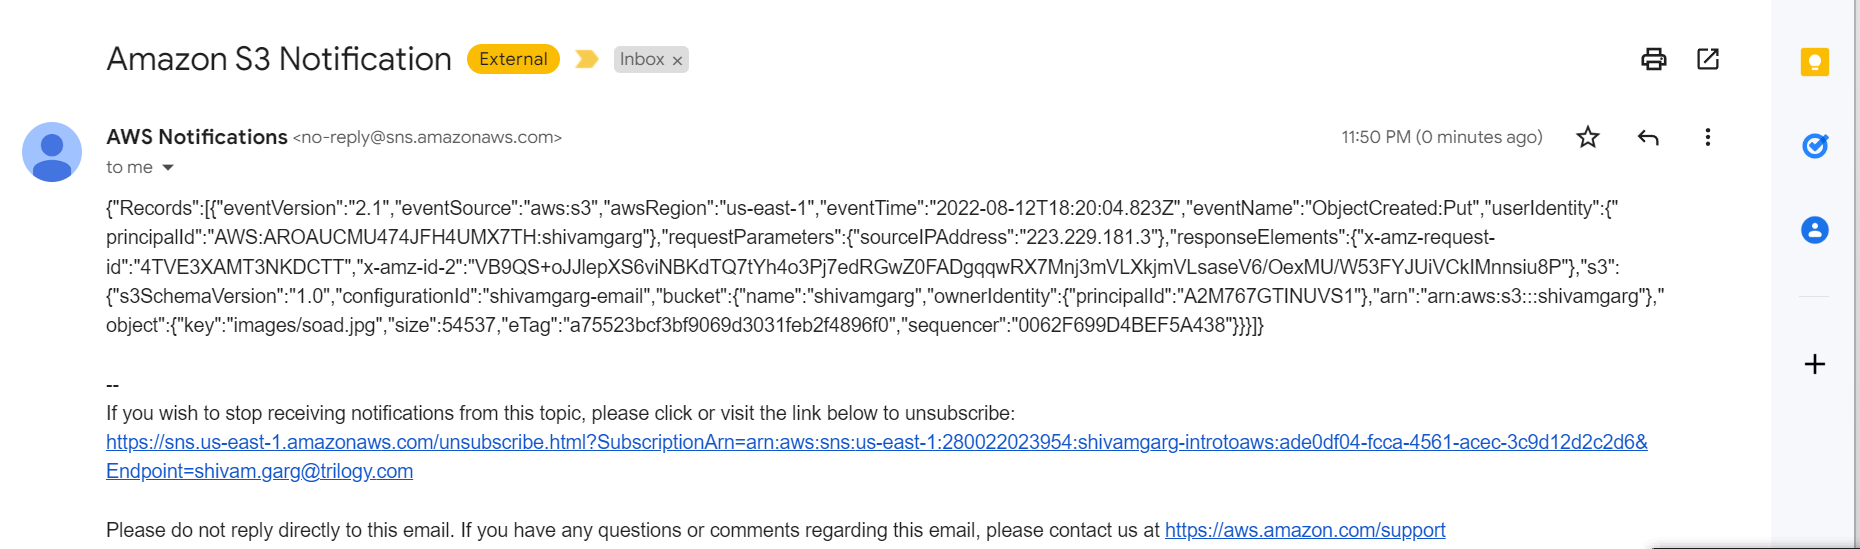 Amazon S3 Notification External Inbox ×
AWS Notifications <no-reply@sns.amazonaws.com> 11:50 PM (0 minutes ago)
to me
{"Records":[{"eventVersion":"2.1","eventSource":"aws:s3","awsRegion":"us-east-1","eventTime":"2022-08-12T18:20:04.823Z","eventName":"ObjectCreated:Put","userIdentity":{"
principalId":"AWS:AROAUCMU474JFH4UMX7TH:shivamgarg"},"requestParameters":{"sourceIPAddress":"223.229.181.3"},"responseElements":{"x-amz-request-
id":"4TVE3XAMT3NKDCTT","x-amz-id-2":"VB9QS+oJJlepXS6viNBKdTQ7tYh4o3Pj7edRGwZ0FADgqqwRX7Mnj3mVLXkjmVLsaseV6/OexMU/W53FYJUiVCkIMnnsiu8P"},"s3":
{"s3SchemaVersion":"1.0","configurationId":"shivamgarg-email","bucket":{"name":"shivamgarg","ownerIdentity":{"principalId":"A2M767GTINUVS1"},"arn":"arn:aws:s3:::shivamgarg"},"
object":{"key":"images/soad.jpg","size":54537,"eTag":"a75523bcf3bf9069d3031feb2f4896f0","sequencer":"0062F699D4BEF5A438"}}}]}
--
If you wish to stop receiving notifications from this topic, please click or visit the link below to unsubscribe:
https://sns.us-east-1.amazonaws.com/unsubscribe.html?SubscriptionArn=arn:aws:sns:us-east-1:280022023954:shivamgarg-introtoaws:ade0df04-fcca-4561-acec-3c9d12d2c2d6&
Endpoint=shivam.garg@trilogy.com
Please do not reply directly to this email. If you have any questions or comments regarding this email, please contact us at https://aws.amazon.com/support